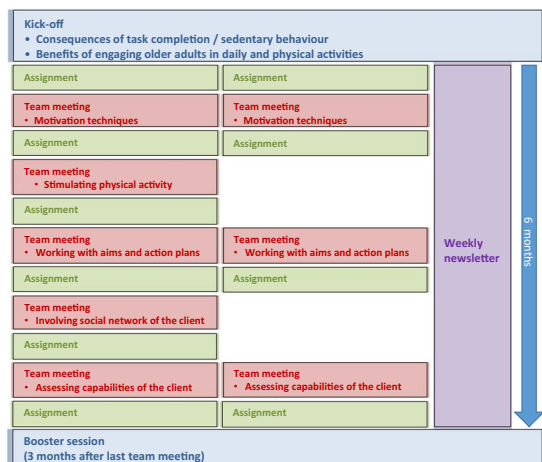 Kick-off
• Consequences of task completion / sedentary behaviour
• Benefits of engaging older adults in daily and physical activities
Assignment
Assignment
Team meeting
• Motivation techniques
Team meeting
• Motivation techniques
Assignment
Assignment
Team meeting
• Stimulating physical activity
Assignment
Team meeting
• Working with aims and action plans
Team meeting
• Working with aims and action plans
Assignment
Assignment
Team meeting
• Involving social network of the client
Assignment
Team meeting
• Assessing capabilities of the client
Team meeting
• Assessing capabilities of the client
Assignment
Assignment
Weekly
newsletter
6 months
Booster session
(3 months after last team meeting)